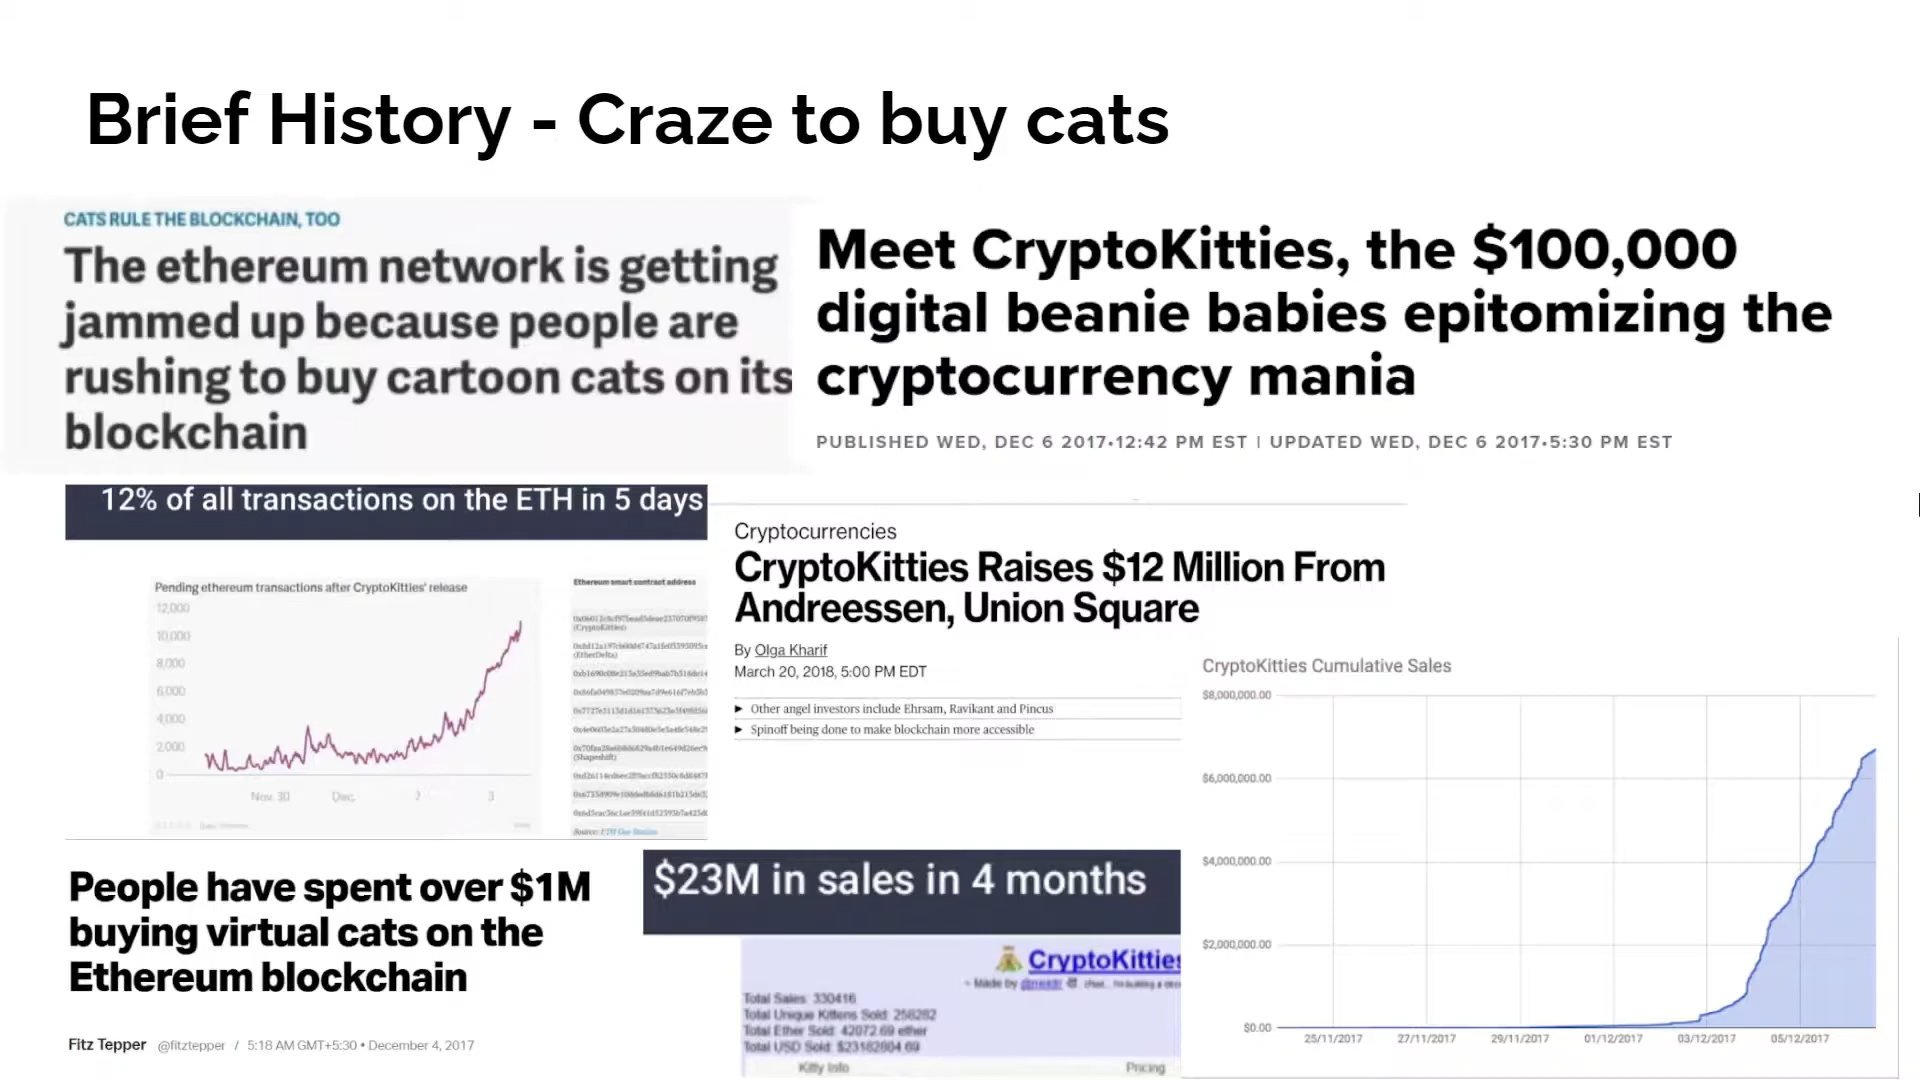 Brief History - Craze to buy cats
CATS RULE THE BLOCKCHAIN, TOO
The ethereum network is getting
jammed up because people are
rushing to buy cartoon cats on its
blockchain
Meet CryptoKitties, the $100,000
digital beanie babies epitomizing the
cryptocurrency mania
PUBLISHED WED, DEC 6 2017•12:42 PM EST | UPDATED WED, DEC 6 2017•5:30 PM EST
12% of all transactions on the ETH in 5 days
Pending ethereum transactions after CryptoKitties' release
12,000
10,000
8,000
6,000
4,000
2,000
0
Nov. 30
Dec.
2
3
Ethereum smart contract address
(CryptoKitties)
(EtherDelta)
(Shapeshift)
Source: ETH Gas Station
Cryptocurrencies
CryptoKitties Raises $12 Million From
Andreessen, Union Square
By Olga Kharif
March 20, 2018, 5:00 PM EDT
► Other angel investors include Ehrsam, Ravikant and Pincus
► Spinoff being done to make blockchain more accessible
CryptoKitties Cumulative Sales
$8,000,000.00
$6,000,000.00
$4,000,000.00
$2,000,000.00
$0.00
25/11/2017
27/11/2017
29/11/2017
01/12/2017
03/12/2017
05/12/2017
People have spent over $1M
buying virtual cats on the
Ethereum blockchain
Fitz Tepper @fitztepper / 5:18 AM GMT+5:30 • December 4, 2017
$23M in sales in 4 months
CryptoKitties
~ Made by
Total Sales: 330416
Total Unique Kittens Sold: 258282
Total Ether Sold: 42072.69 ether
Total USD Sold: $23182804.69
Kitty Info
Pricing